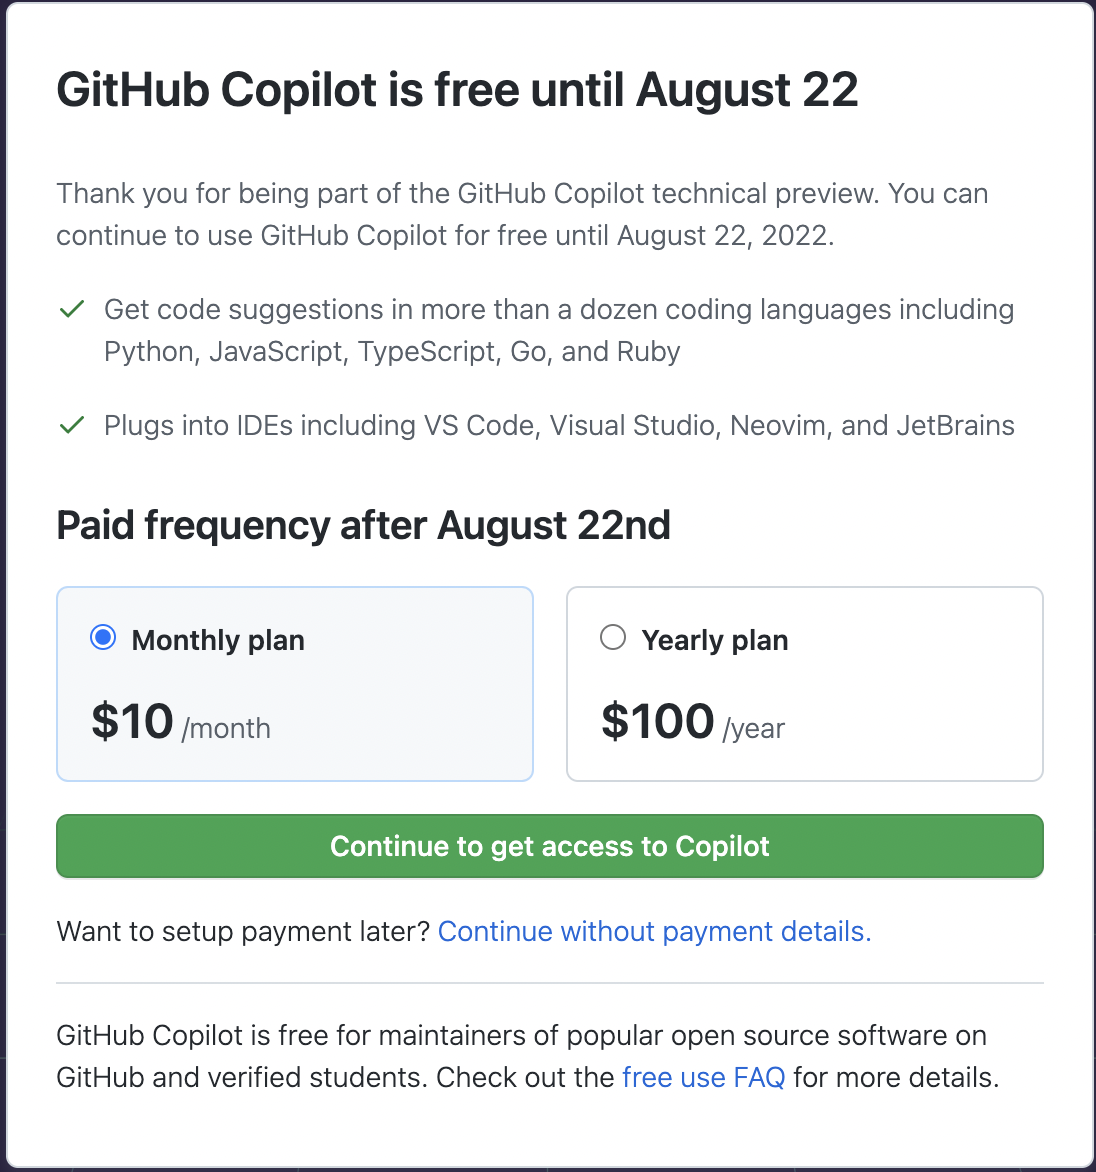 GitHub Copilot is free until August 22
Thank you for being part of the GitHub Copilot technical preview. You can
continue to use GitHub Copilot for free until August 22, 2022.
Get code suggestions in more than a dozen coding languages including
Python, JavaScript, TypeScript, Go, and Ruby
Plugs into IDEs including VS Code, Visual Studio, Neovim, and JetBrains
Paid frequency after August 22nd
Monthly plan
$10 /month
Yearly plan
$100 /year
Continue to get access to Copilot
Want to setup payment later? Continue without payment details.
GitHub Copilot is free for maintainers of popular open source software on
GitHub and verified students. Check out the free use FAQ for more details.